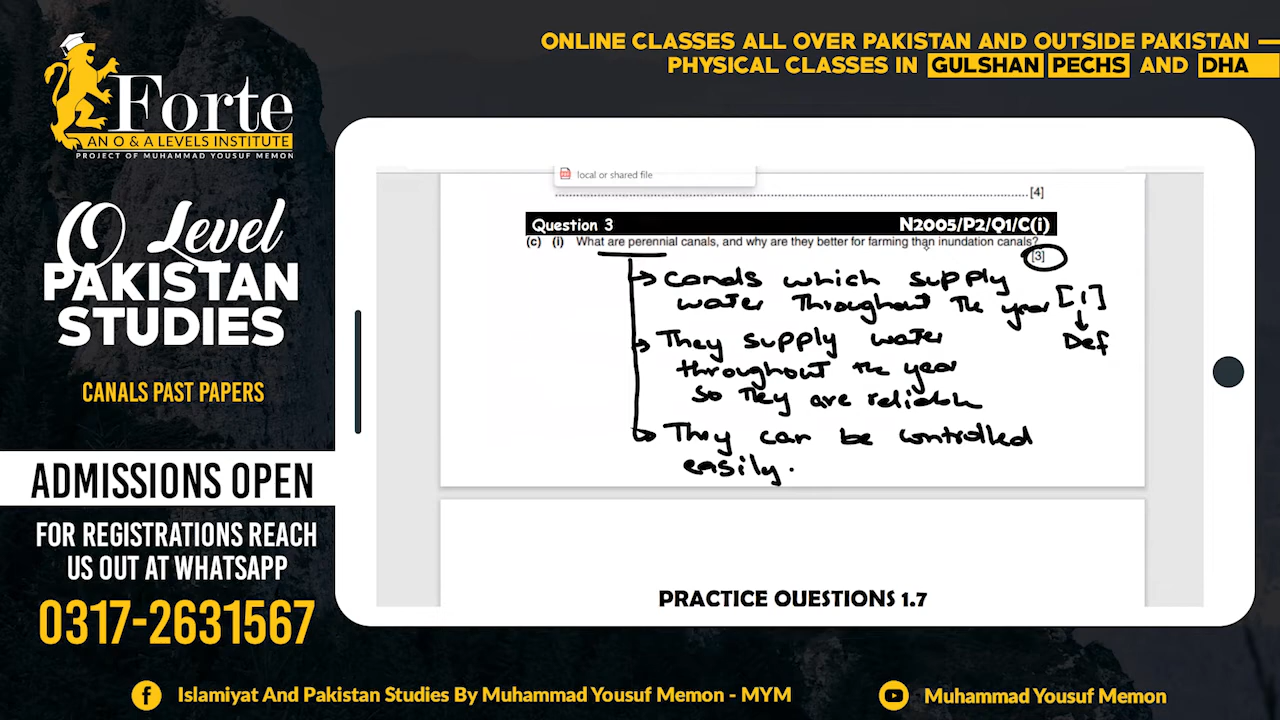 Forte
AN O & A LEVELS INSTITUTE
PROJECT OF MUHAMMAD YOUSUF MEMON
ONLINE CLASSES ALL OVER PAKISTAN AND OUTSIDE PAKISTAN
PHYSICAL CLASSES IN GULSHAN PECHS AND DHA
O Level
PAKISTAN
STUDIES
CANALS PAST PAPERS
ADMISSIONS OPEN
FOR REGISTRATIONS REACH
US OUT AT WHATSAPP
0317-2631567
local or shared file
[4]
Question 3 N2005/P2/Q1/C(i)
(c) (i) What are perennial canals, and why are they better for farming than inundation canals?
[3]
Canals which supply
water throughout the year [1]
Def
They supply water
throughout the year
so they are reliable
They can be controlled
easily.
PRACTICE QUESTIONS 1.7
Islamiyat And Pakistan Studies By Muhammad Yousuf Memon - MYM
Muhammad Yousuf Memon